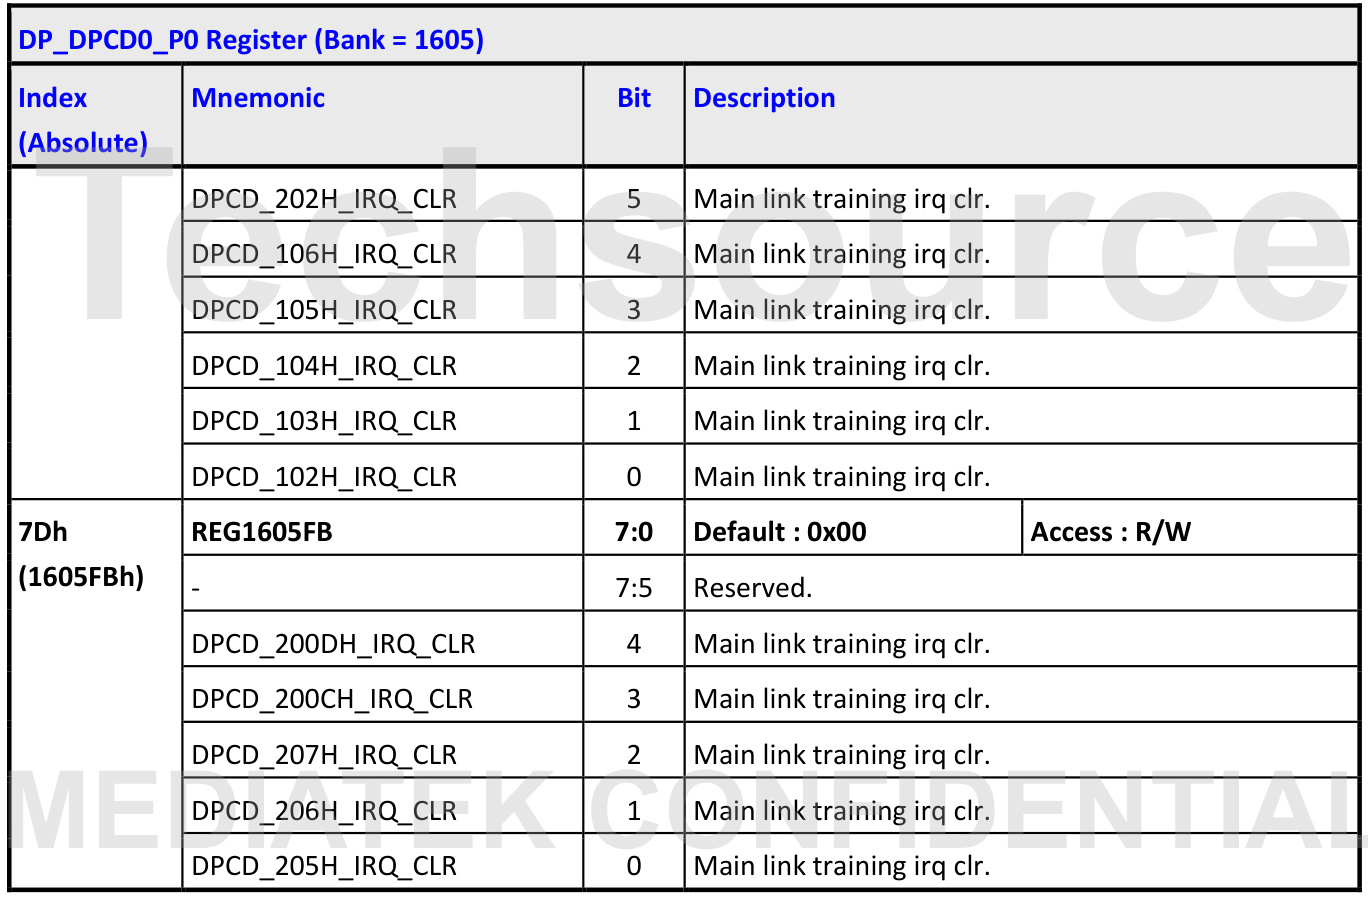 DP_DPCD0_P0 Register (Bank = 1605)
Index (Absolute) Mnemonic Bit Description
DPCD_202H_IRQ_CLR 5 Main link training irq clr.
DPCD_106H_IRQ_CLR 4 Main link training irq clr.
DPCD_105H_IRQ_CLR 3 Main link training irq clr.
DPCD_104H_IRQ_CLR 2 Main link training irq clr.
DPCD_103H_IRQ_CLR 1 Main link training irq clr.
DPCD_102H_IRQ_CLR 0 Main link training irq clr.
7Dh (1605FBh) REG1605FB 7:0 Default : 0x00 Access : R/W
- 7:5 Reserved.
DPCD_200DH_IRQ_CLR 4 Main link training irq clr.
DPCD_200CH_IRQ_CLR 3 Main link training irq clr.
DPCD_207H_IRQ_CLR 2 Main link training irq clr.
DPCD_206H_IRQ_CLR 1 Main link training irq clr.
DPCD_205H_IRQ_CLR 0 Main link training irq clr.
Techsource
MEDIATEK CONFIDENTIAL